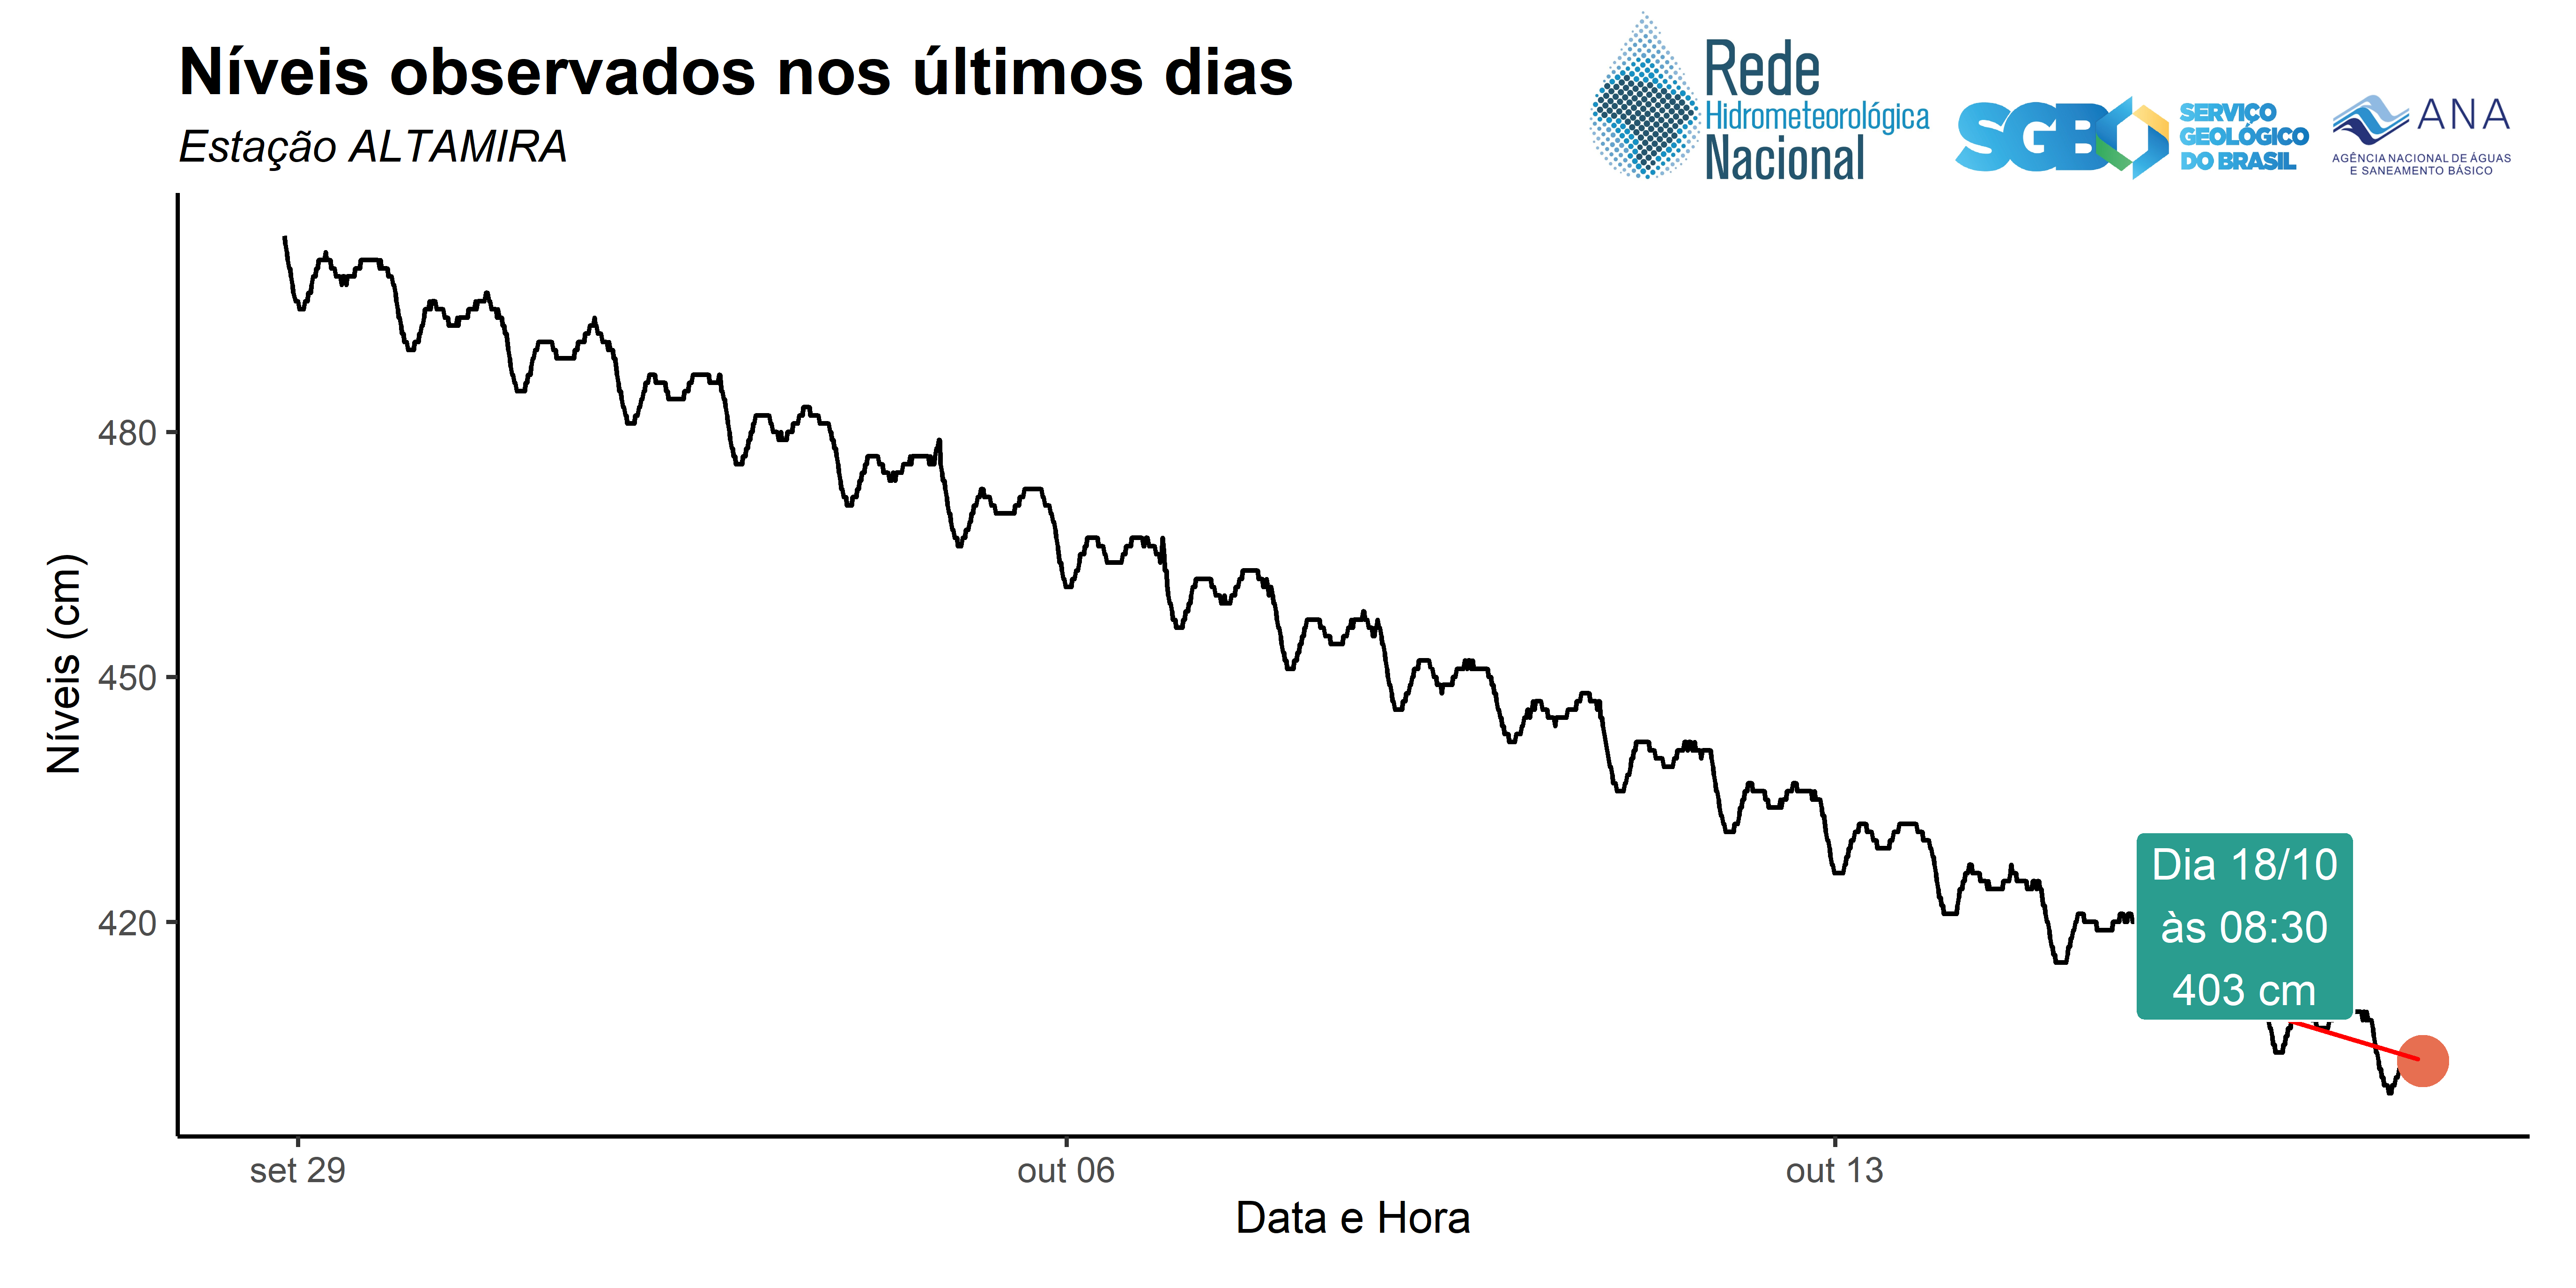 Níveis observados nos últimos dias
Estação ALTAMIRA
Rede
Hidrometeorológica
Nacional
SGB
SERVIÇO
GEOLÓGICO
DO BRASIL
ANA
AGÊNCIA NACIONAL DE ÁGUAS
E SANEAMENTO BÁSICO
Níveis (cm)
480
450
420
Dia 18/10
às 08:30
403 cm
set 29
out 06
out 13
Data e Hora